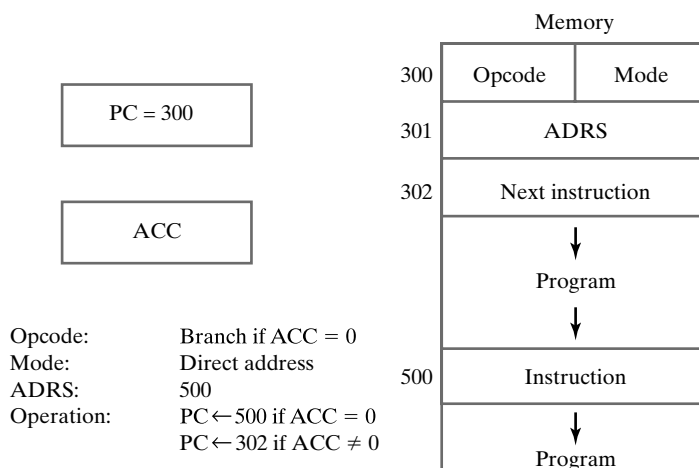 Memory
300 Opcode Mode
PC = 300
301 ADRS
302 Next instruction
ACC
Program
Opcode: Branch if ACC = 0
Mode: Direct address
ADRS: 500
Operation: PC←500 if ACC = 0
PC←302 if ACC ≠ 0
500 Instruction
Program